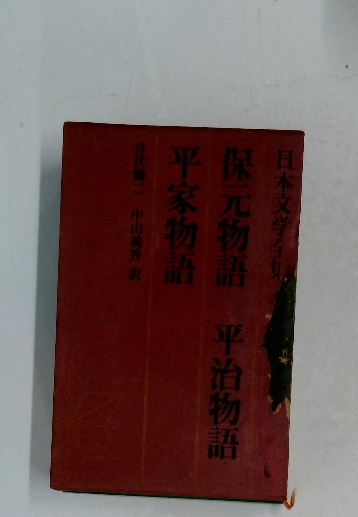 日本文学全集
保元物語 平治物語
平家物語
井伏鱒二 中山義秀 訳